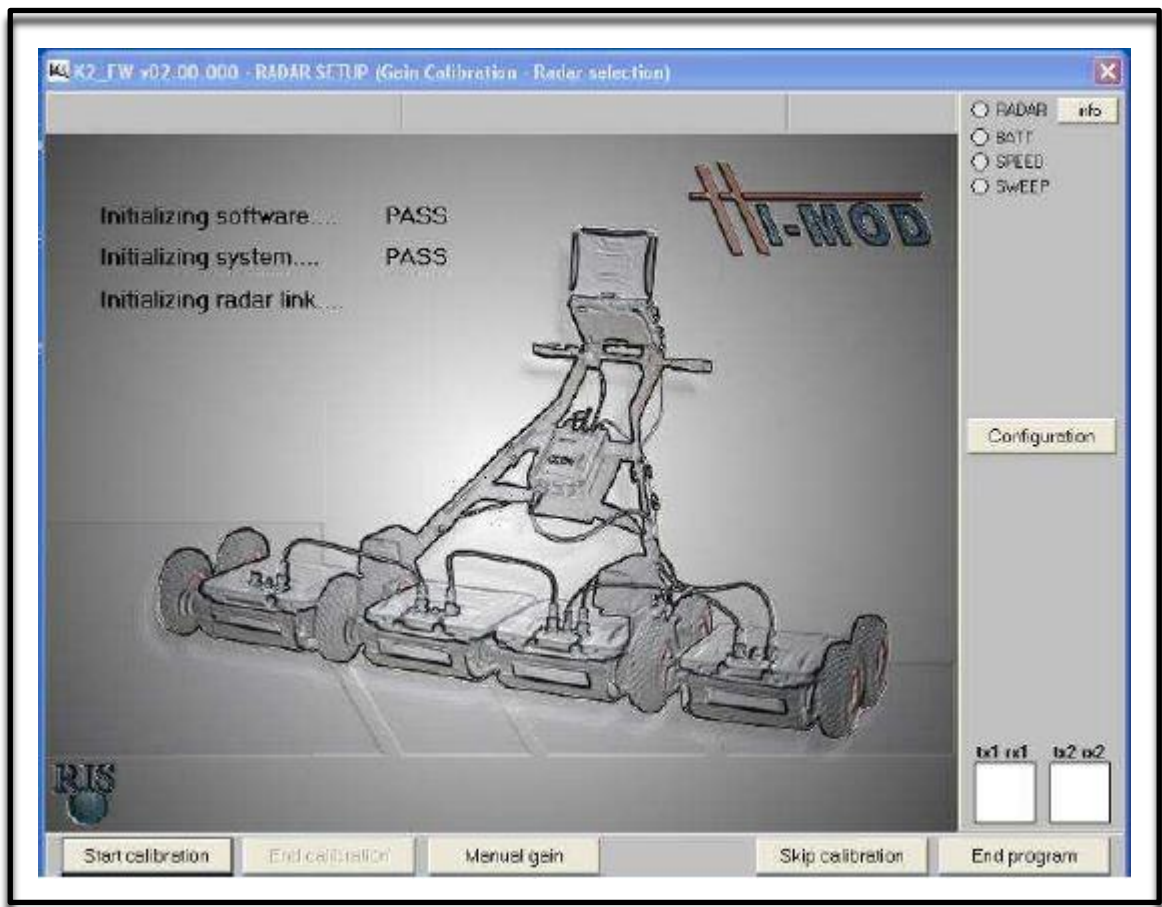 K2_FW v02.00.000 - RADAR SETUP (Gain Calibration - Radar selection)
RADAR info
BATT
SPEED
SWEEP
HI-MOD
Initializing software.... PASS
Initializing system.... PASS
Initializing radar link....
Configuration
tx1 rx1 tx2 rx2
RIS
Start calibration End calibration Manual gain Skip calibration End program